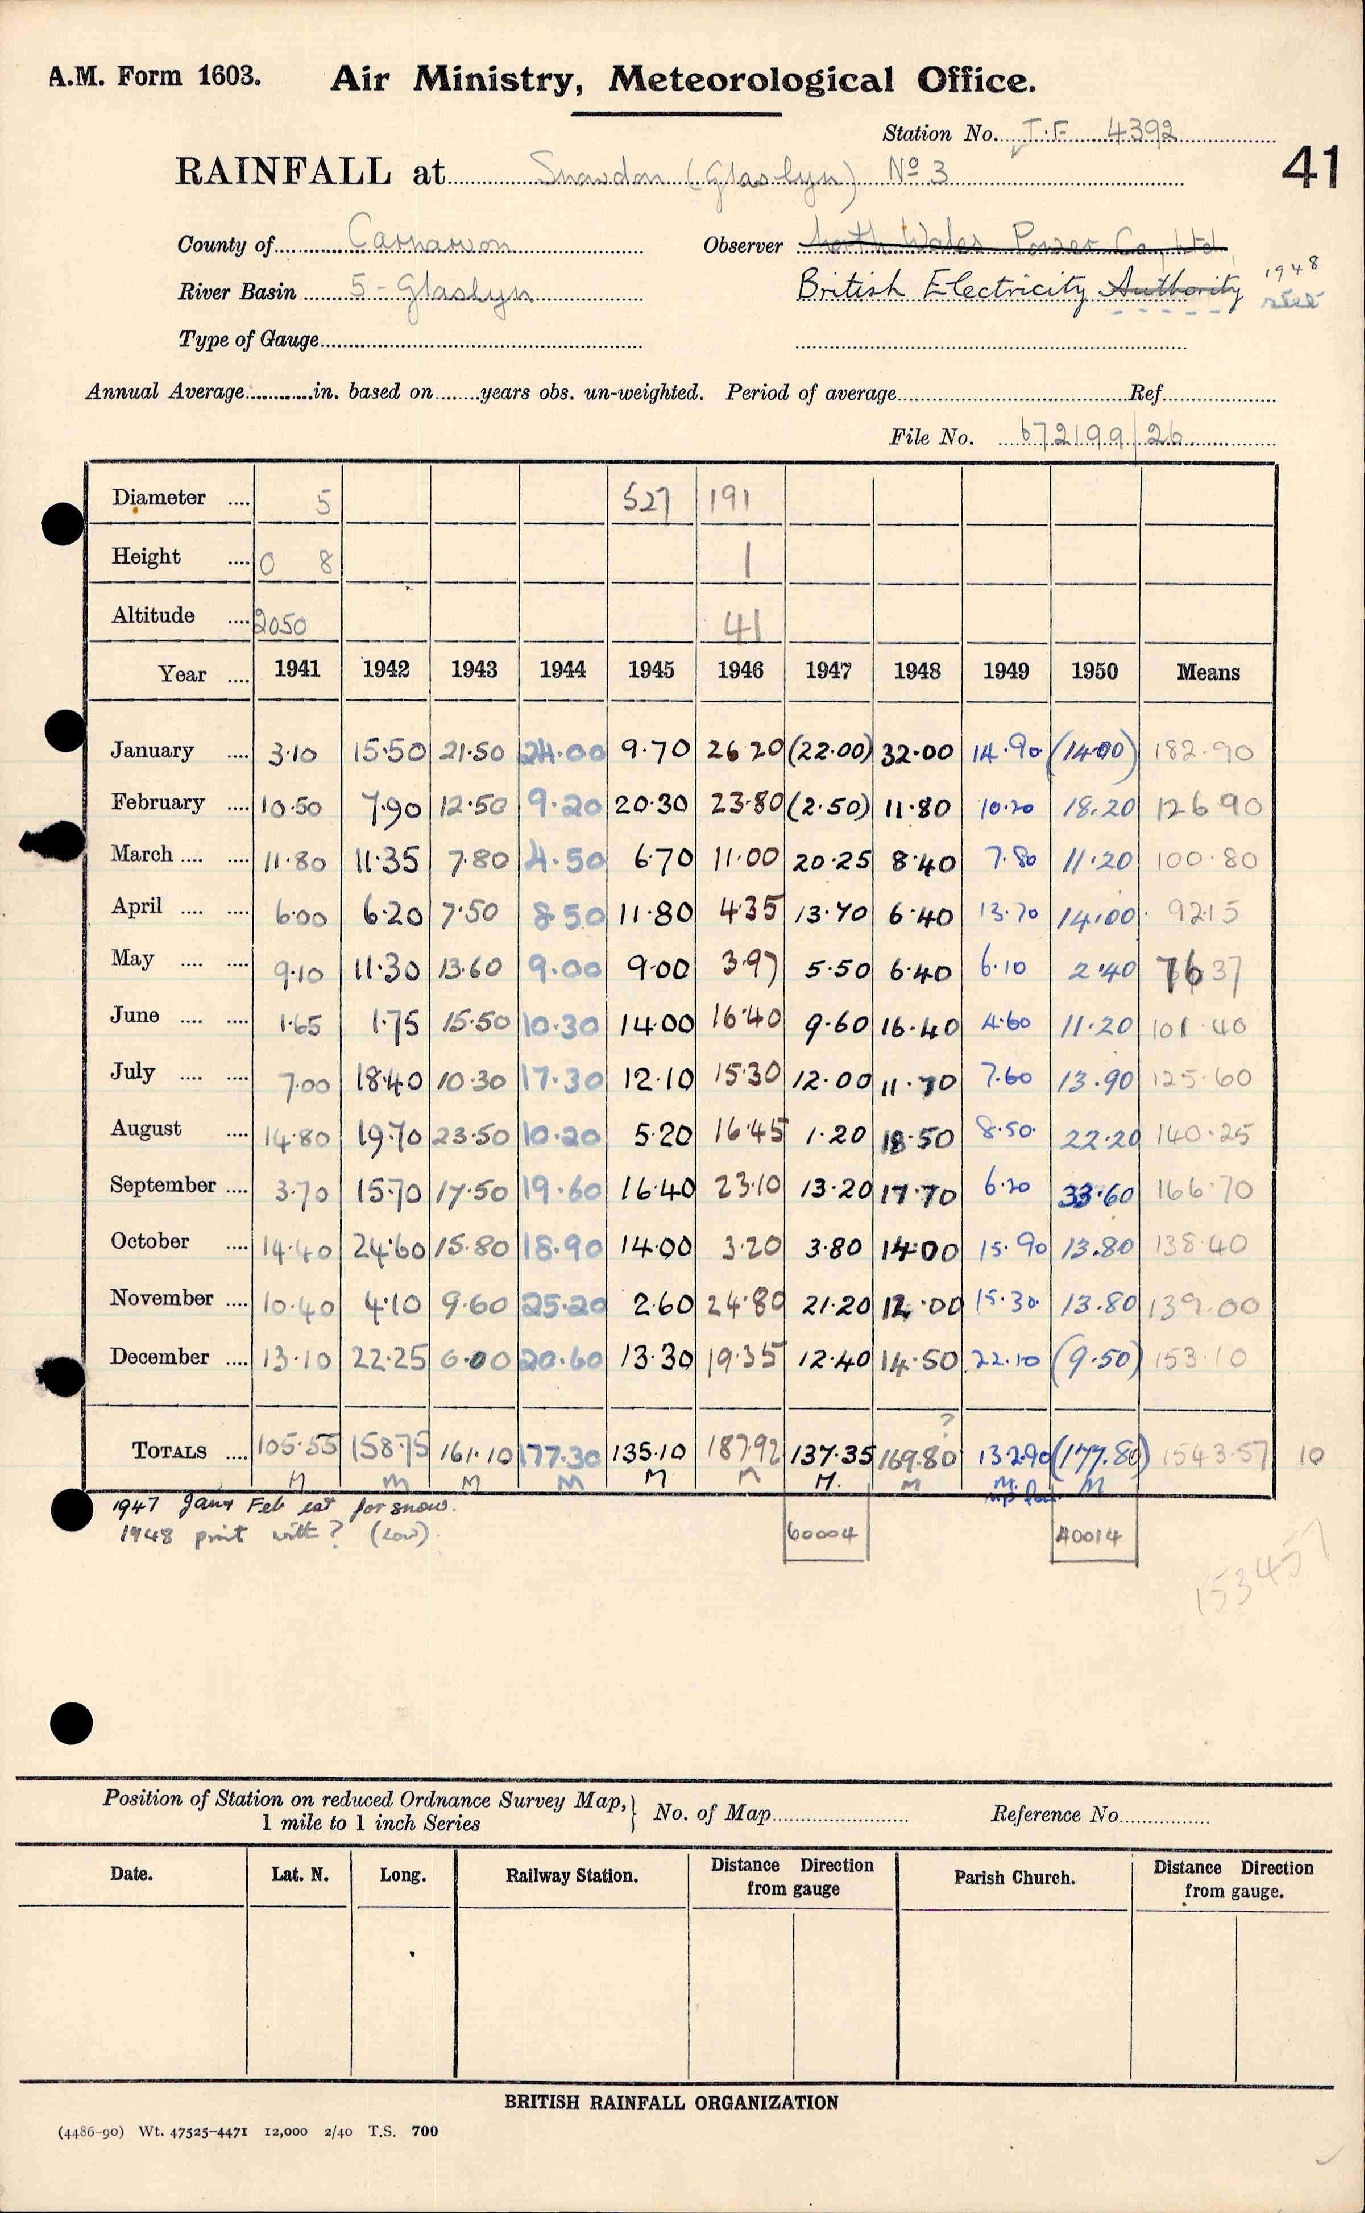 A.M. Form 1603. Air Ministry, Meteorological Office.
Station No. T.F 4392
RAINFALL at Snowdon (Glaslyn) No 3 41
County of Carnarvon Observer North Wales Power Co, Ltd,
River Basin 5 - Glaslyn British Electricity Authority 1948
Type of Gauge
Annual Average in. based on years obs. un-weighted. Period of average Ref
File No. 672199/26
Diameter 5 527 191
Height 0 8 1
Altitude 2050 41
Year 1941 1942 1943 1944 1945 1946 1947 1948 1949 1950 Means
January 3·10 15·50 21·50 24·00 9·70 26 20 (22·00) 32·00 14·90 (14·00) 182·90
February 10·50 7·90 12·50 9·20 20·30 23·80 (2·50) 11·80 10·20 18·20 126 90
March 11·80 11·35 7·80 4·50 6·70 11·00 20·25 8·40 7·80 11·20 100·80
April 6·00 6·20 7·50 8 50 11·80 4·35 13·70 6·40 13·70 14·00 92 15
May 9·10 11·30 13·60 9·00 9·00 3·97 5·50 6·40 6·10 2·40 76 37
June 1·65 1·75 15·50 10·30 14·00 16·40 9·60 16·40 4·60 11·20 101·40
July 7·00 18·40 10·30 17·30 12·10 15·30 12·00 11·70 7·60 13·90 125·60
August 14·80 19·70 23·50 10·20 5·20 16·45 1·20 18·50 8·50 22·20 140·25
September 3·70 15·70 17·50 19·60 16·40 23·10 13·20 17·70 6·20 33·60 166·70
October 14·40 24·60 15·80 18·90 14·00 3·20 3·80 14·00 15·90 13·80 138·40
November 10·40 4·10 9·60 25·20 2·60 24·80 21·20 12·00 15·30 13·80 139·00
December 13·10 22·25 6·00 20·60 13·30 19·35 12·40 14·50 22·10 (9·50) 153·10
?
TOTALS 105·55 158·75 161·10 177·30 135·10 187·92 137·35 169·80 132·90 (177·80) 1543·57 10
M M M M M M M. M M. M
1947 Jan & Feb est for snow.
1948 print with ? (low). 60004 40014
153457
Position of Station on reduced Ordnance Survey Map, No. of Map Reference No
1 mile to 1 inch Series
Date. Lat. N. Long. Railway Station. Distance Direction Parish Church. Distance Direction
from gauge from gauge.
BRITISH RAINFALL ORGANIZATION
(4486-90) Wt. 47525-4471 12,000 2/40 T.S. 700